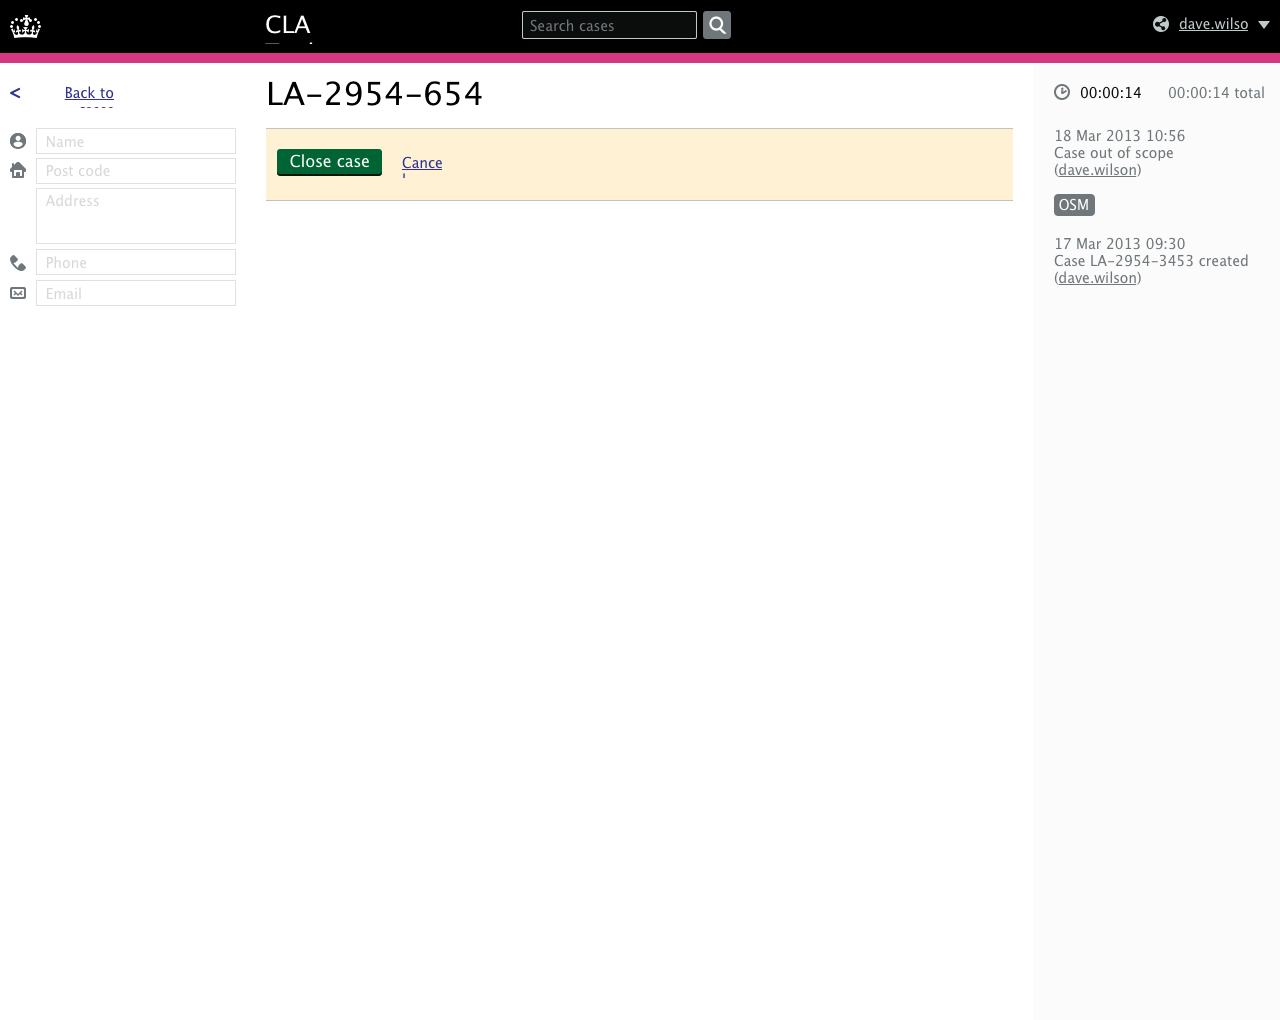 CLA
Search cases
dave.wilso
< Back to
LA-2954-654
00:00:14 00:00:14 total
Name
Post code
Address
Phone
Email
Close case
Cance
18 Mar 2013 10:56
Case out of scope
(dave.wilson)
OSM
17 Mar 2013 09:30
Case LA-2954-3453 created
(dave.wilson)